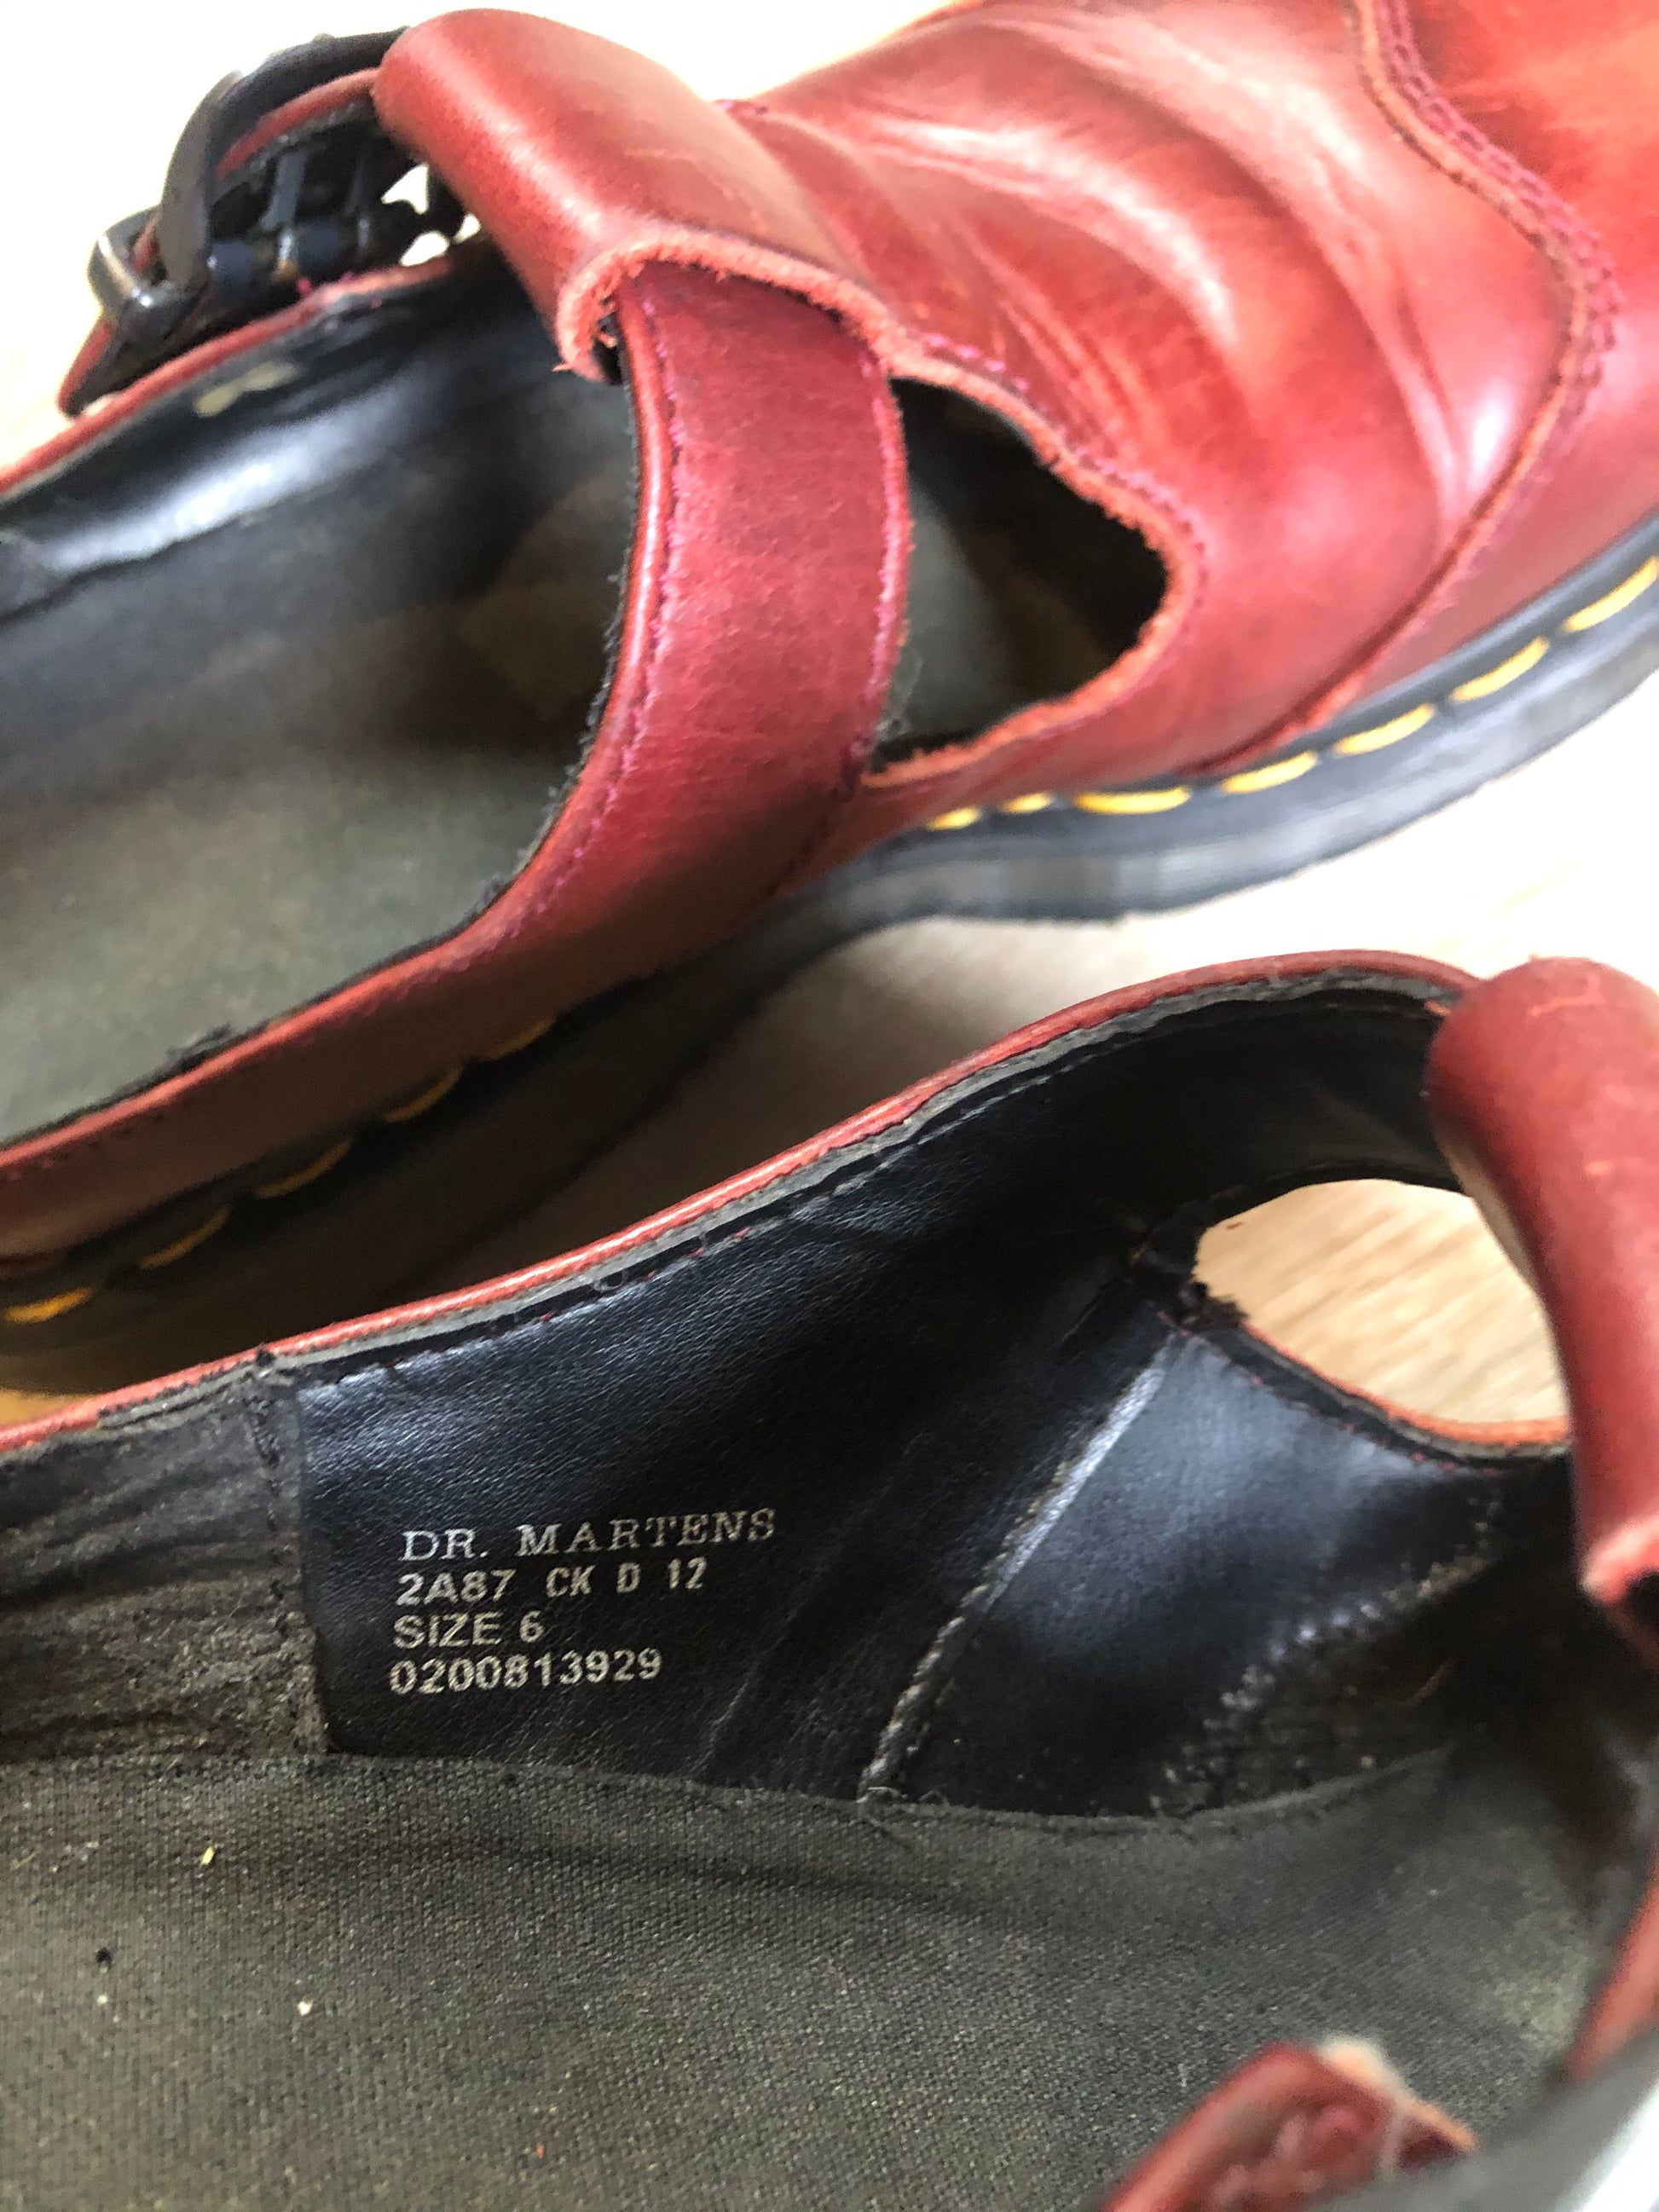 DR. MARTENS
2A87 CK D 12
SIZE 6
0200813929